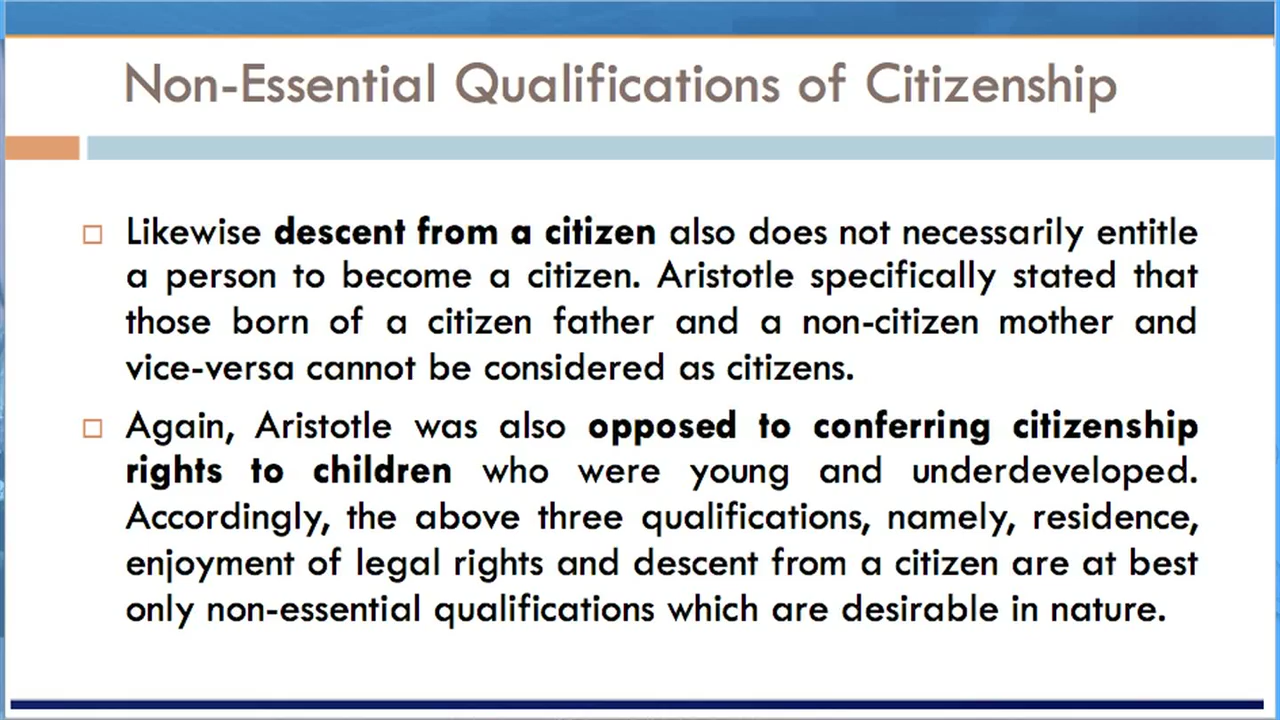 Non-Essential Qualifications of Citizenship
Likewise descent from a citizen also does not necessarily entitle
a person to become a citizen. Aristotle specifically stated that
those born of a citizen father and a non-citizen mother and
vice-versa cannot be considered as citizens.
Again, Aristotle was also opposed to conferring citizenship
rights to children who were young and underdeveloped.
Accordingly, the above three qualifications, namely, residence,
enjoyment of legal rights and descent from a citizen are at best
only non-essential qualifications which are desirable in nature.